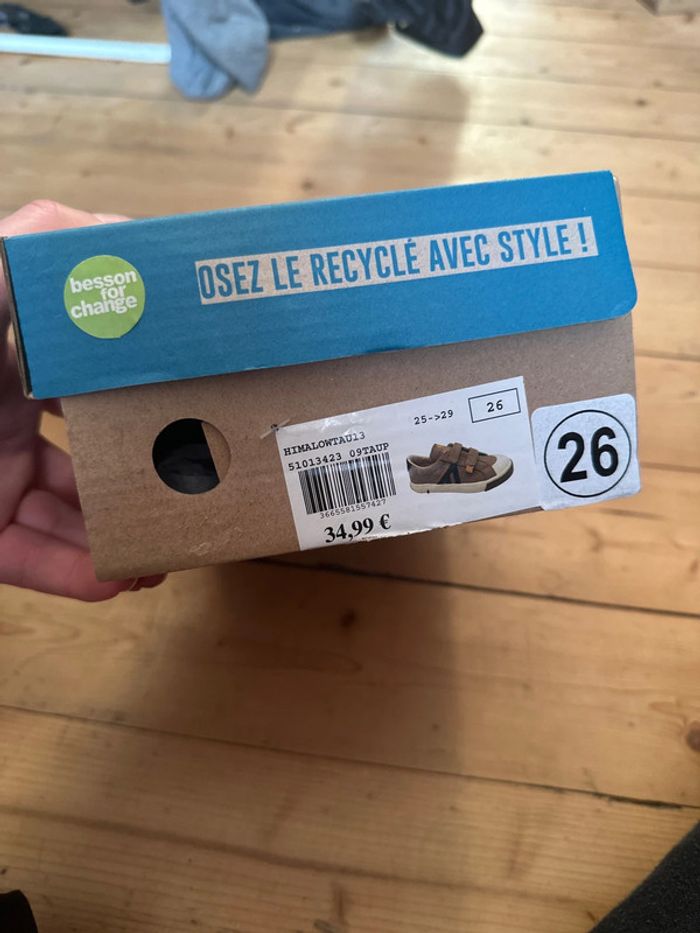 besson
for
change
OSEZ LE RECYCLÉ AVEC STYLE !
HIMALOWTAU13
25->29
26
51013423 09TAUP
3665581557427
34,99 €
26